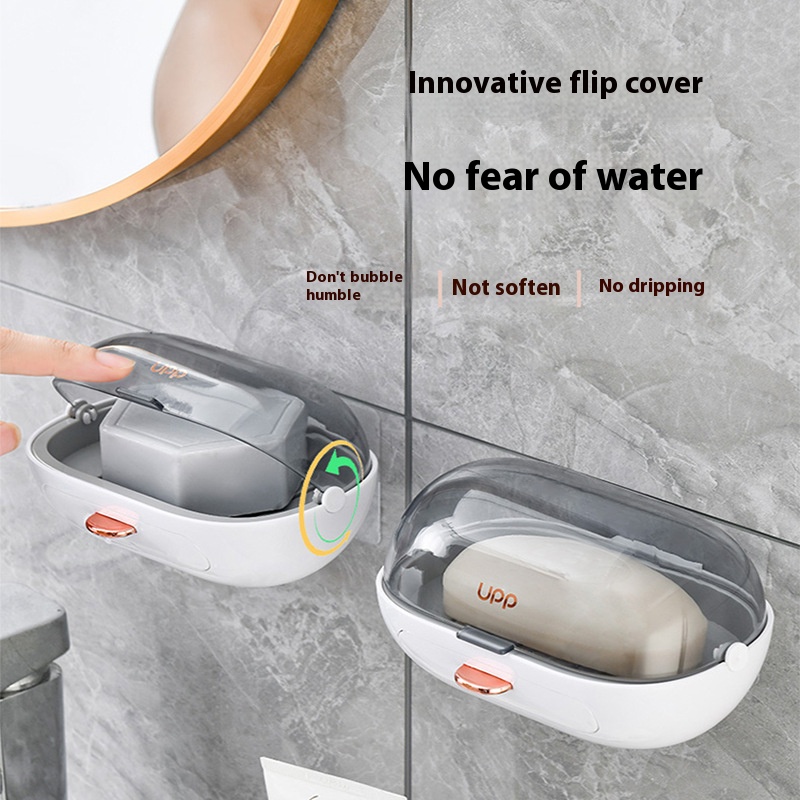 Innovative flip cover
No fear of water
Don't bubble
humble
Not soften
No dripping
upp
upp